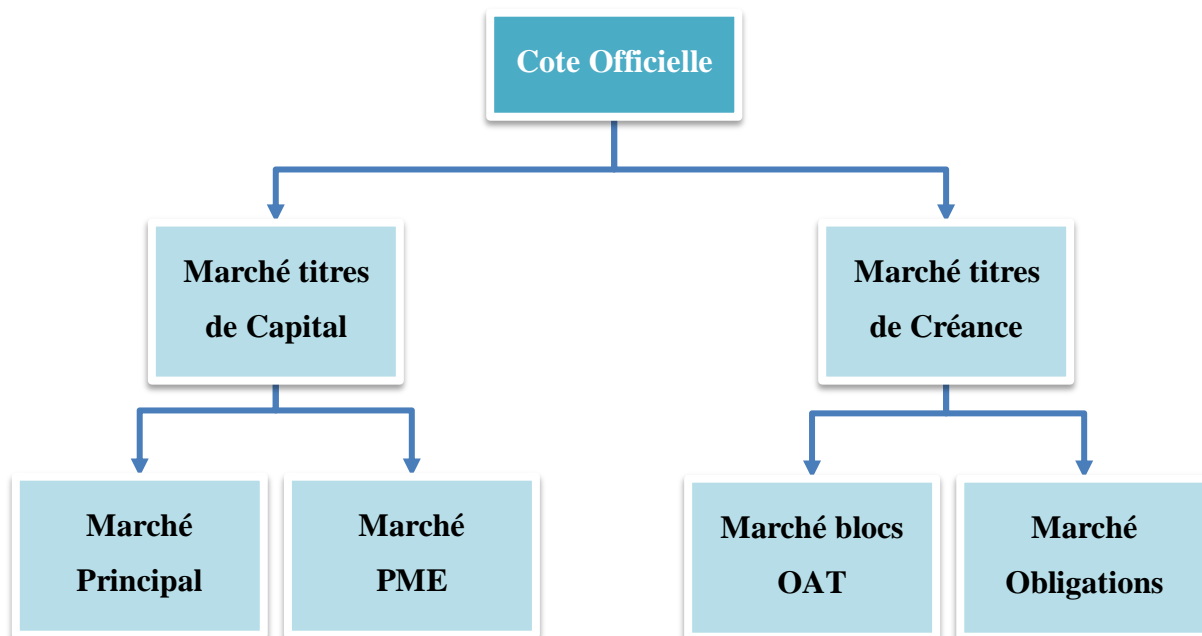 Cote Officielle
Marché titres
de Capital
Marché titres
de Créance
Marché
Principal
Marché
PME
Marché blocs
OAT
Marché
Obligations